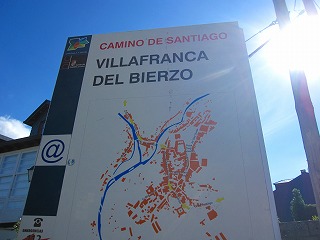 CAMINO DE SANTIAGO
VILLAFRANCA
DEL BIERZO
@